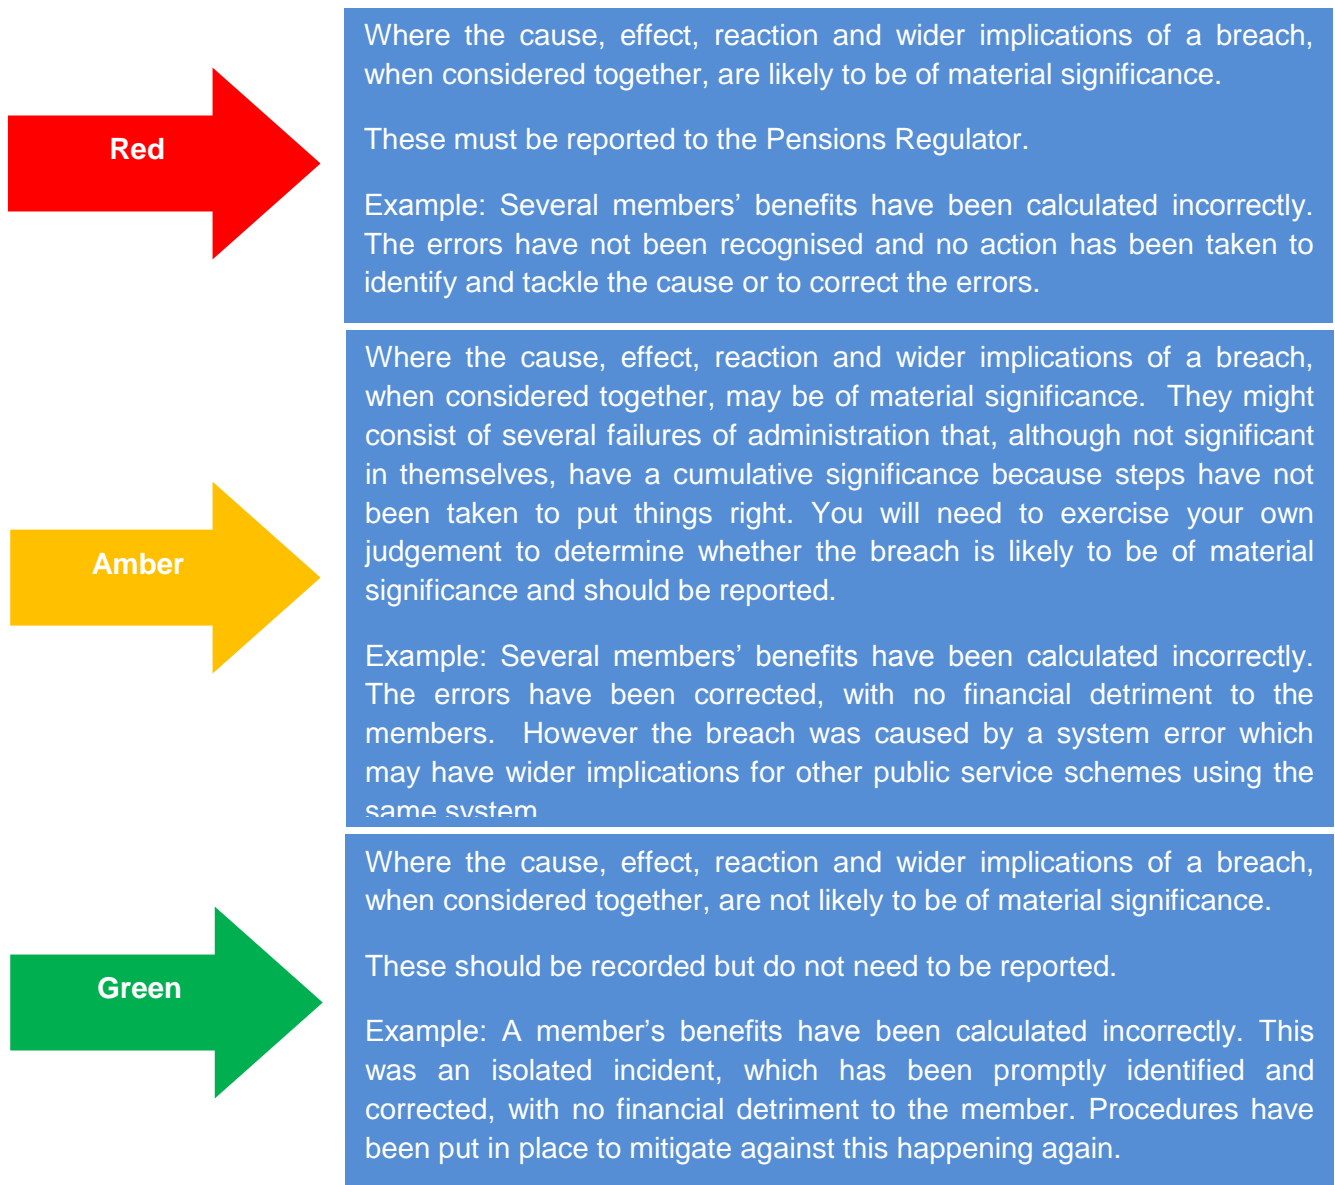 Red
Where the cause, effect, reaction and wider implications of a breach,
when considered together, are likely to be of material significance.
These must be reported to the Pensions Regulator.
Example: Several members’ benefits have been calculated incorrectly.
The errors have not been recognised and no action has been taken to
identify and tackle the cause or to correct the errors.
Amber
Where the cause, effect, reaction and wider implications of a breach,
when considered together, may be of material significance.  They might
consist of several failures of administration that, although not significant
in themselves, have a cumulative significance because steps have not
been taken to put things right. You will need to exercise your own
judgement to determine whether the breach is likely to be of material
significance and should be reported.
Example: Several members’ benefits have been calculated incorrectly.
The errors have been corrected, with no financial detriment to the
members.  However the breach was caused by a system error which
may have wider implications for other public service schemes using the
same system
Green
Where the cause, effect, reaction and wider implications of a breach,
when considered together, are not likely to be of material significance.
These should be recorded but do not need to be reported.
Example: A member’s benefits have been calculated incorrectly. This
was an isolated incident, which has been promptly identified and
corrected, with no financial detriment to the member. Procedures have
been put in place to mitigate against this happening again.